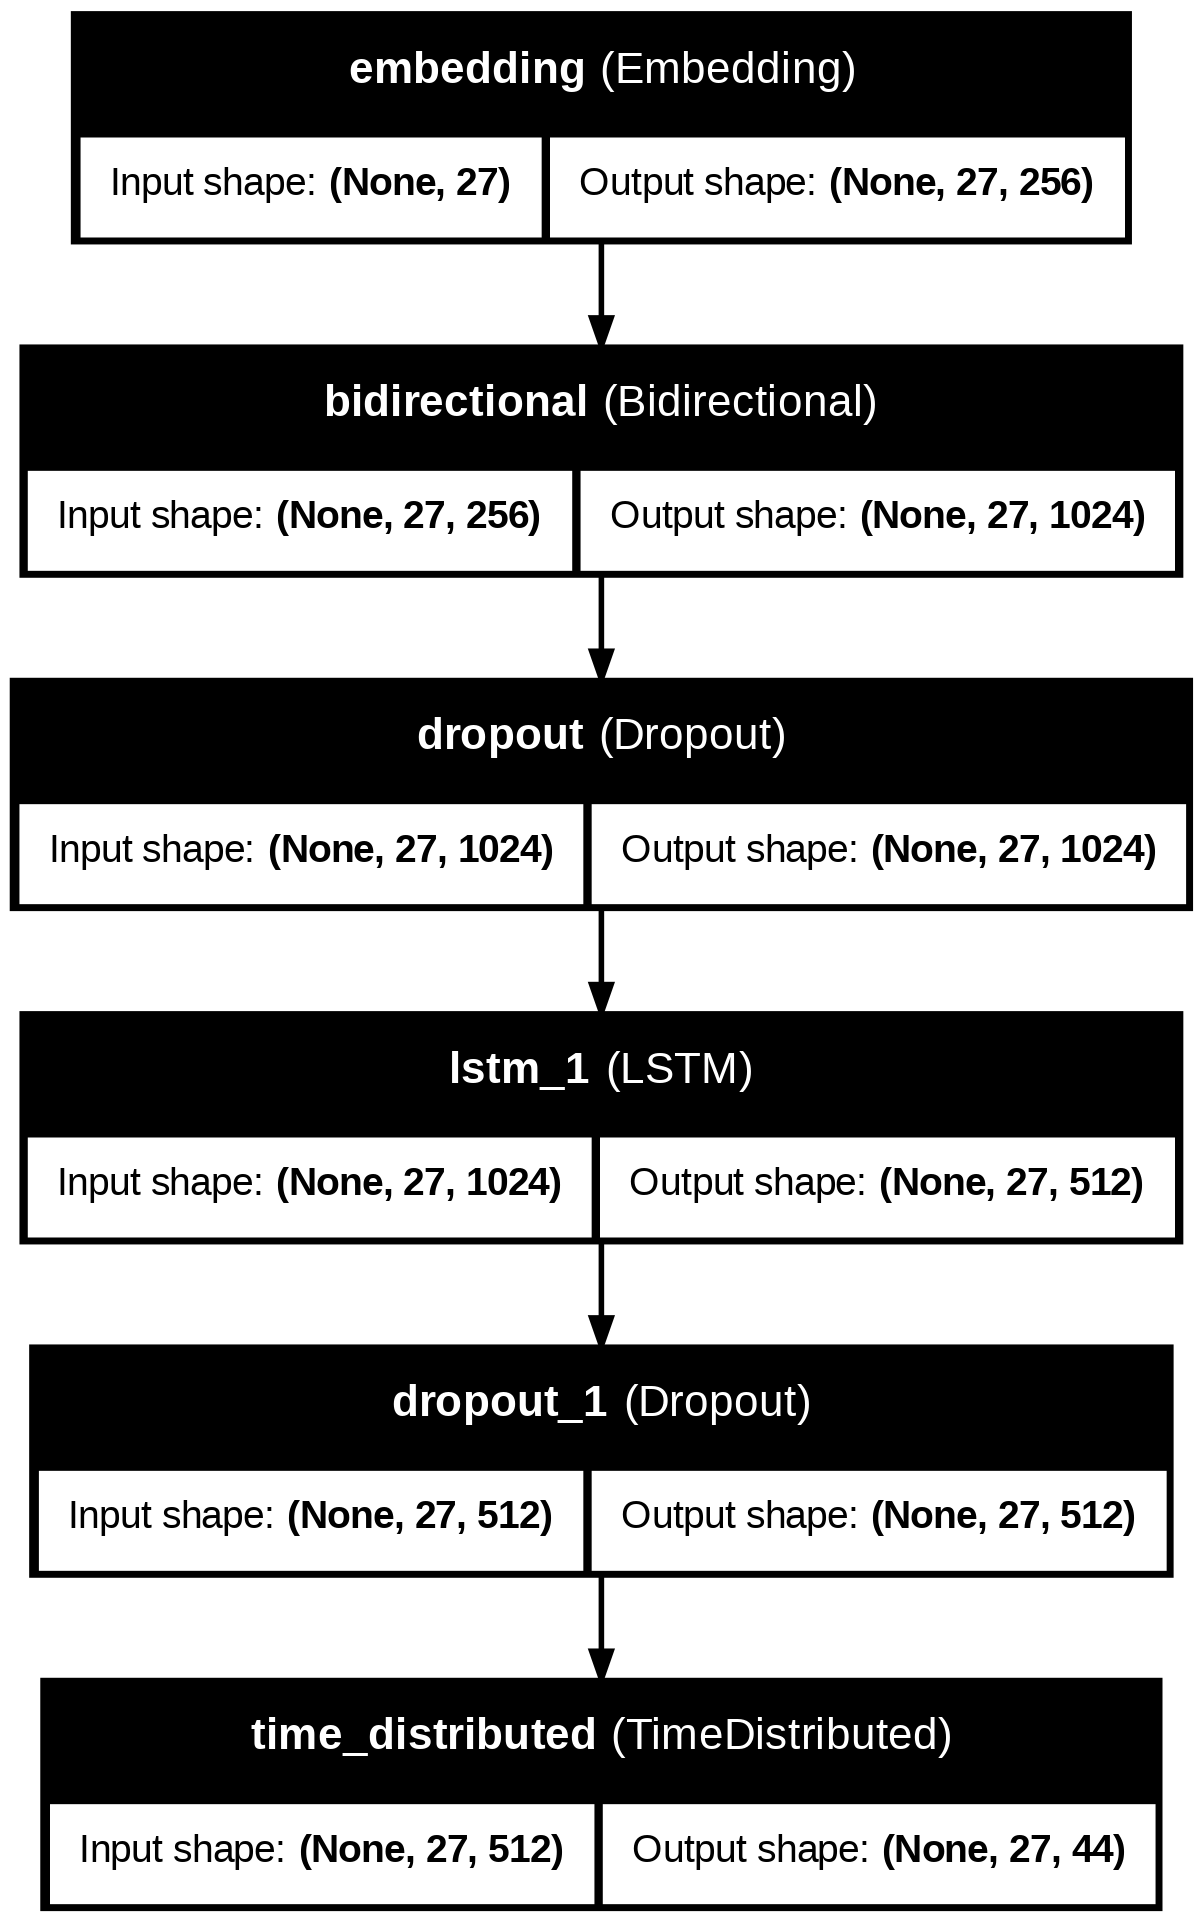 embedding (Embedding)
Input shape: (None, 27) Output shape: (None, 27, 256)
bidirectional (Bidirectional)
Input shape: (None, 27, 256) Output shape: (None, 27, 1024)
dropout (Dropout)
Input shape: (None, 27, 1024) Output shape: (None, 27, 1024)
lstm_1 (LSTM)
Input shape: (None, 27, 1024) Output shape: (None, 27, 512)
dropout_1 (Dropout)
Input shape: (None, 27, 512) Output shape: (None, 27, 512)
time_distributed (TimeDistributed)
Input shape: (None, 27, 512) Output shape: (None, 27, 44)